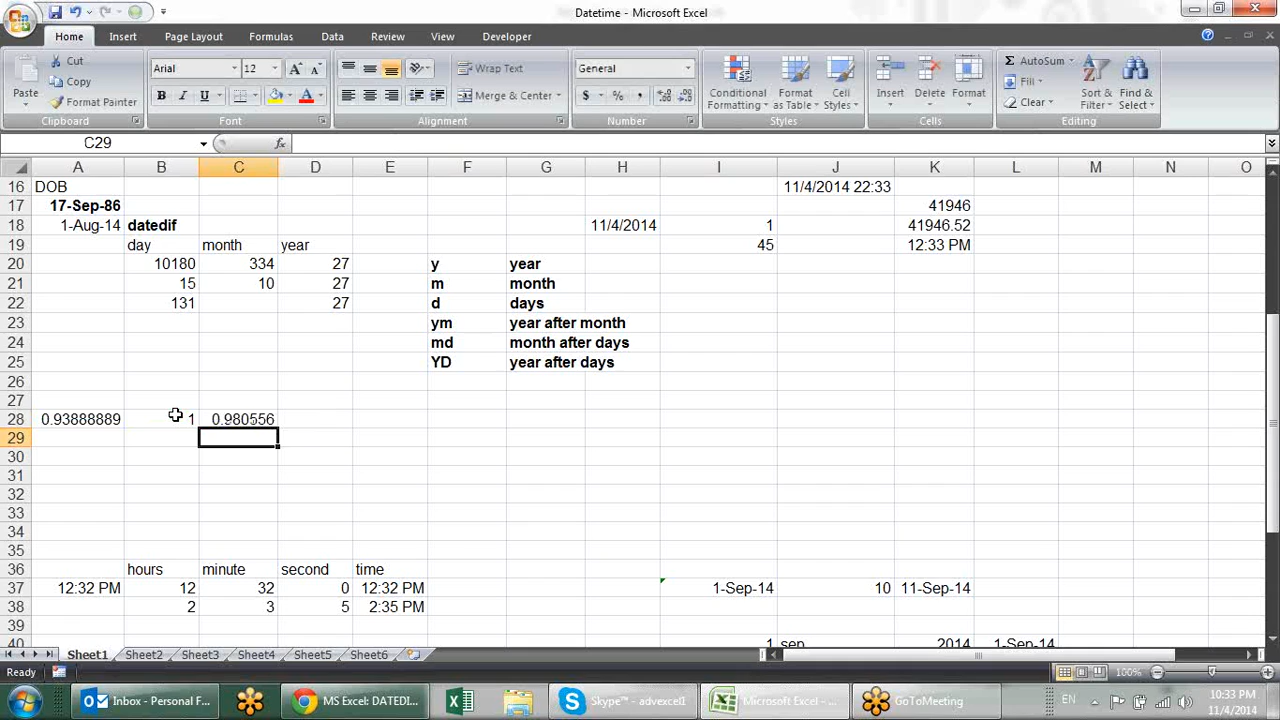 Datetime - Microsoft Excel
Home Insert Page Layout Formulas Data Review View Developer
Paste
Cut
Copy
Format Painter
Clipboard
Arial 12
B I U
Font
Wrap Text
Merge & Center
Alignment
General
$ % ,
Number
Conditional Formatting
Format as Table
Cell Styles
Styles
Insert Delete Format
Cells
AutoSum
Fill
Clear
Sort & Filter
Find & Select
Editing
C29 fx
A B C D E F G H I J K L M N O
16 DOB 11/4/2014 22:33
17 17-Sep-86 41946
18 1-Aug-14 datedif 11/4/2014 1 41946.52
19 day month year 45 12:33 PM
20 10180 334 27 y year
21 15 10 27 m month
22 131 27 d days
23 ym year after month
24 md month after days
25 YD year after days
26
27
28 0.93888889 1 0.980556
29
30
31
32
33
34
35
36 hours minute second time
37 12:32 PM 12 32 0 12:32 PM 1-Sep-14 10 11-Sep-14
38 2 3 5 2:35 PM
39
40 1 sep 2014 1-Sep-14
Sheet1 Sheet2 Sheet3 Sheet4 Sheet5 Sheet6
Ready 100%
Inbox - Personal F... MS Excel: DATEDI... Skype™ - advexcel1 Microsoft Excel - ... GoToMeeting EN 10:33 PM
11/4/2014